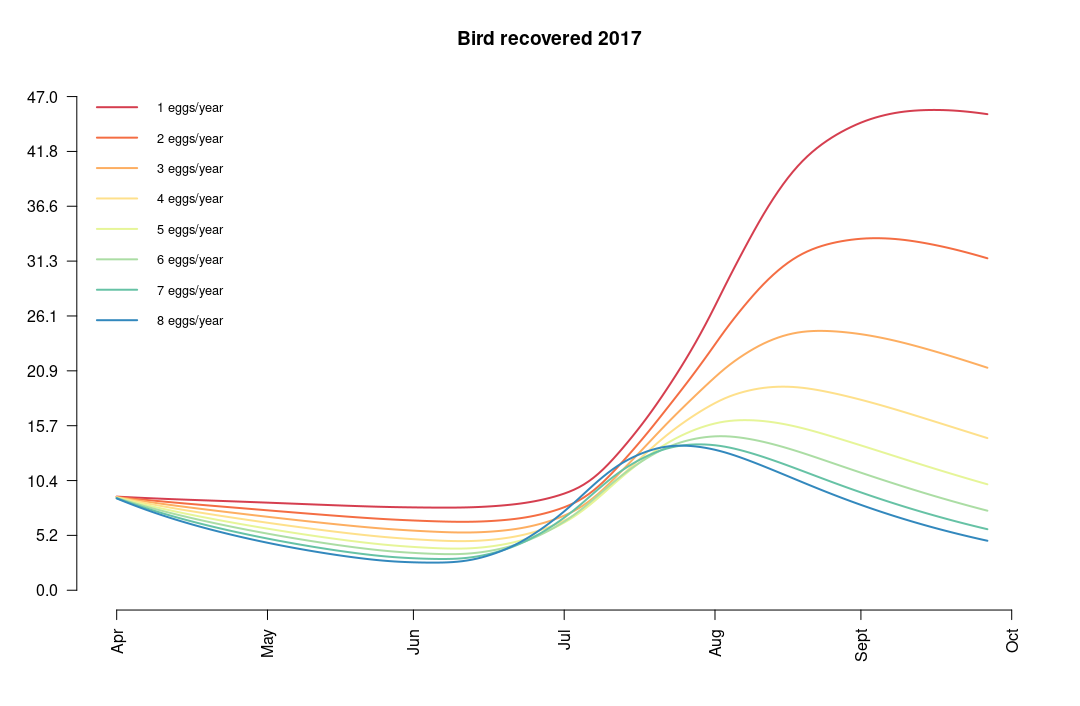 Bird recovered 2017
47.0
41.8
36.6
31.3
26.1
20.9
15.7
10.4
5.2
0.0
1 eggs/year
2 eggs/year
3 eggs/year
4 eggs/year
5 eggs/year
6 eggs/year
7 eggs/year
8 eggs/year
Apr
May
Jun
Jul
Aug
Sept
Oct